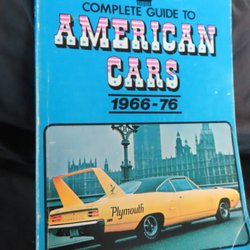 COMPLETE GUIDE TO
AMERICAN
CARS
1966-76
Plymouth